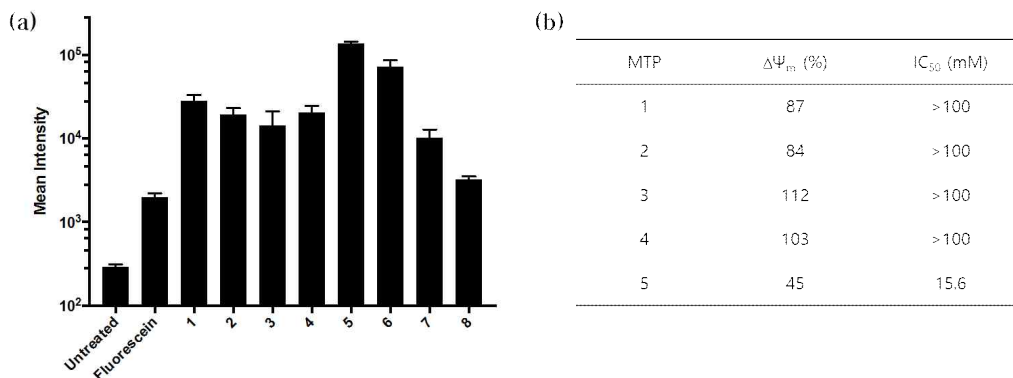 (a)
Mean Intensity
10⁵
10⁴
10³
10²
Untreated
Fluorescein
1
2
3
4
5
6
7
8
(b)
MTP ΔΨm (%) IC50 (mM)
1 87 >100
2 84 >100
3 112 >100
4 103 >100
5 45 15.6